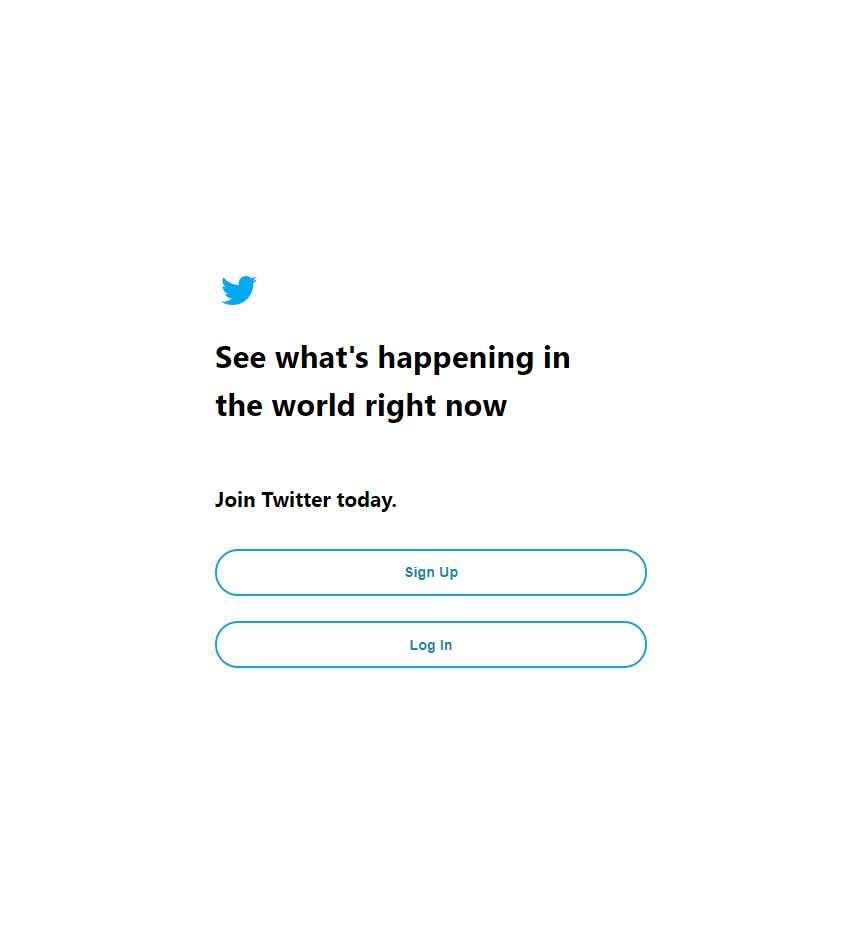 See what's happening in
the world right now
Join Twitter today.
Sign Up
Log In